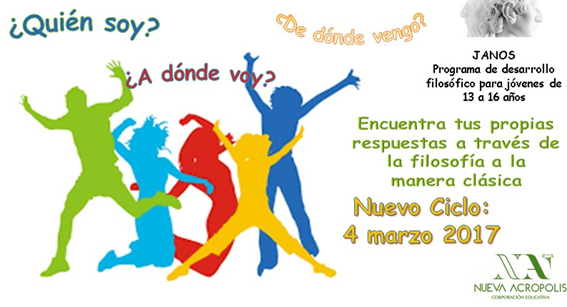 ¿Quién soy?
¿De dónde vengo?
¿A dónde voy?
JANOS
Programa de desarrollo
filosófico para jóvenes de
13 a 16 años
Encuentra tus propias
respuestas a través de
la filosofía a la
manera clásica
Nuevo Ciclo:
4 marzo 2017
NA
NUEVA ACROPOLIS
CORPORACIÓN EDUCATIVA